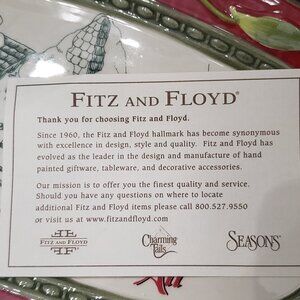 FITZ AND FLOYD®
Thank you for choosing Fitz and Floyd.
Since 1960, the Fitz and Floyd hallmark has become synonymous
with excellence in design, style and quality. Fitz and Floyd has
evolved as the leader in the design and manufacture of hand
painted giftware, tableware, and decorative accessories.
Our mission is to offer you the finest quality and service.
Should you have any questions on where to locate
additional Fitz and Floyd items please call 800.527.9550
or visit us at www.fitzandfloyd.com
FITZ AND FLOYD
Charming
Tails
SEASONS